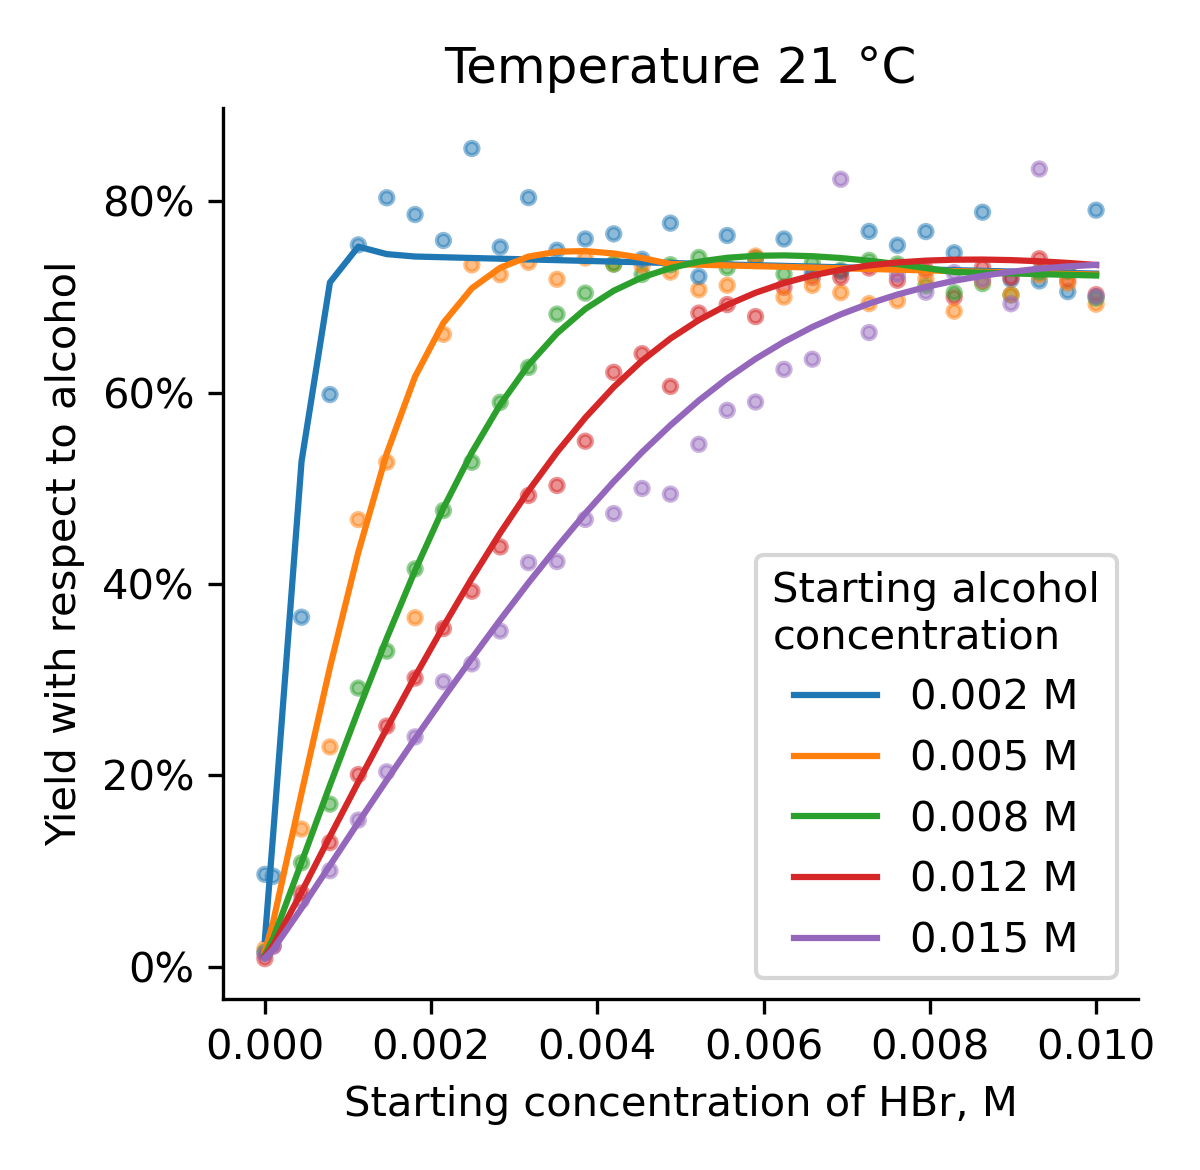 Temperature 21 °C
Yield with respect to alcohol
80%
60%
40%
20%
0%
Starting alcohol
concentration
0.002 M
0.005 M
0.008 M
0.012 M
0.015 M
0.000 0.002 0.004 0.006 0.008 0.010
Starting concentration of HBr, M